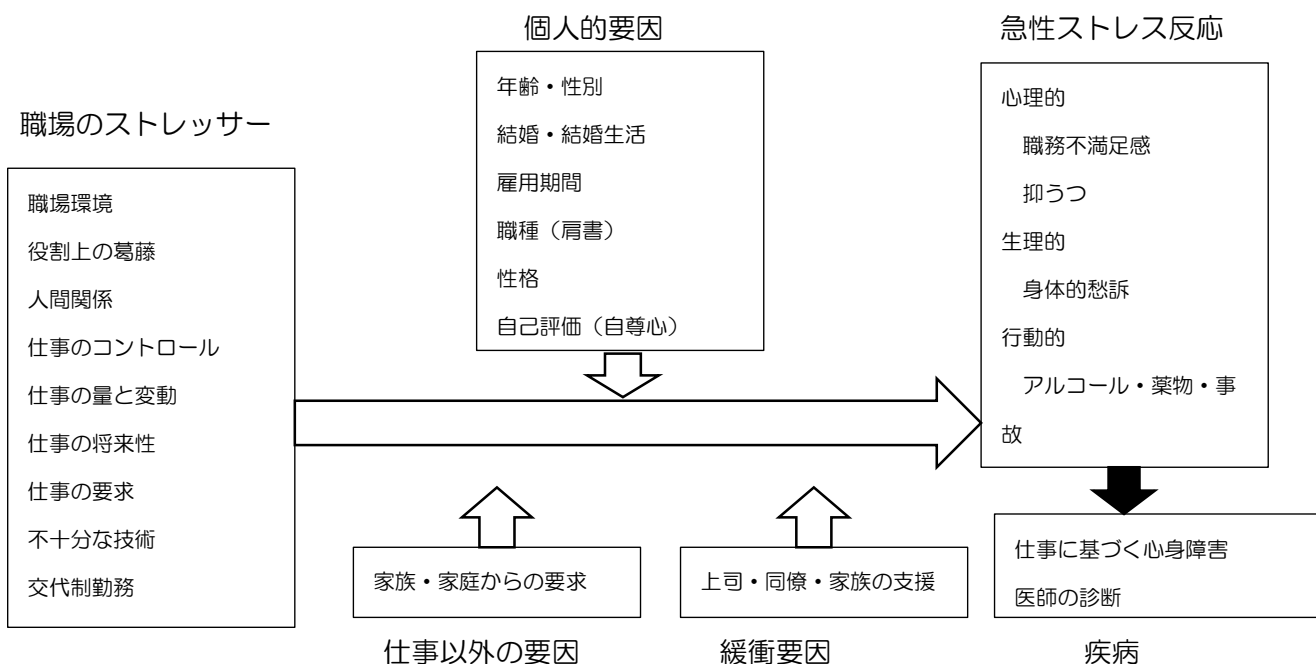 職場のストレッサー
職場環境
役割上の葛藤
人間関係
仕事のコントロール
仕事の量と変動
仕事の将来性
仕事の要求
不十分な技術
交代制勤務
個人的要因
年齢・性別
結婚・結婚生活
雇用期間
職種（肩書）
性格
自己評価（自尊心）
急性ストレス反応
心理的
職務不満足感
抑うつ
生理的
身体的愁訴
行動的
アルコール・薬物・事
故
家族・家庭からの要求
仕事以外の要因
上司・同僚・家族の支援
緩衝要因
仕事に基づく心身障害
医師の診断
疾病